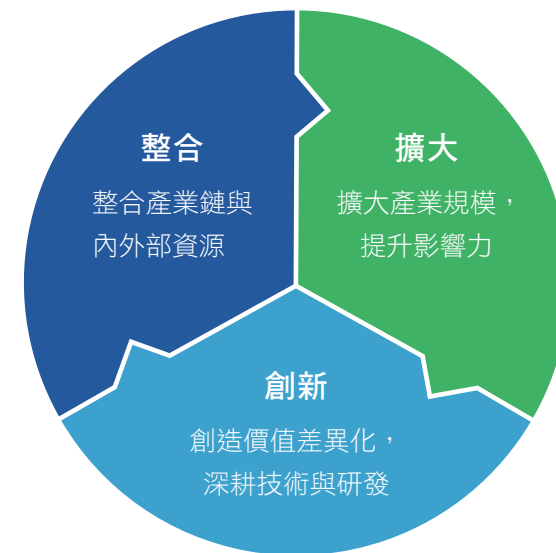 整合
整合產業鏈與
內外部資源
擴大
擴大產業規模，
提升影響力
創新
創造價值差異化，
深耕技術與研發